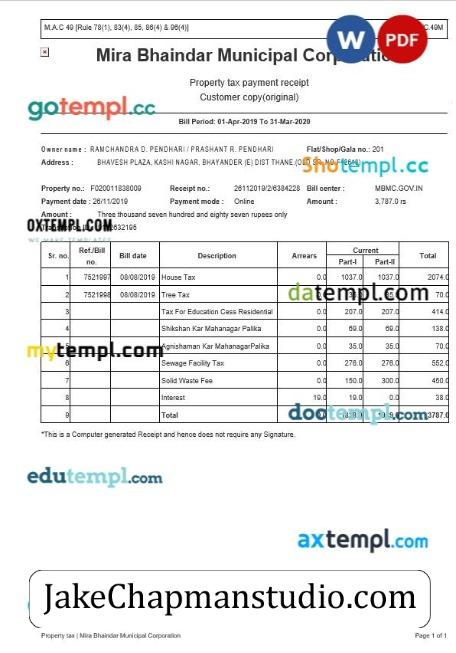 M.A.C 49 [Rule 78(1), 83(4), 85, 86(4) & 96(4)] C.49M
W PDF
Mira Bhaindar Municipal Corporation
gotempl.cc
Property tax payment receipt
Customer copy(original)
Bill Period: 01-Apr-2019 To 31-Mar-2020
Owner name : RAMCHANDRA D. PENDHARI / PRASHANT R. PENDHARI Flat/Shop/Gala no.: 201
Address : BHAVESH PLAZA, KASHI NAGAR, BHAYANDER (E) DIST THANE
Shotempl.cc
Property no.: F020011838009 Receipt no.: 26112019/2/6384228 Bill center : MBMC.GOV.IN
Payment date : 26/11/2019 Payment mode : Online Amount : 3,787.0 rs
Amount : Three thousand seven hundred and eighty seven rupees only
OXTEMPL.COM
WE MAKE TEMPLATES
Sr. no. Ref./Bill no. Bill date Description Arrears Current Part-I Part-II Total
1 7521997 08/08/2019 House Tax 0.0 1037.0 1037.0 2074.0
2 7521998 08/08/2019 Tree Tax 0.0 70.0
datempl.com
3 Tax For Education Cess Residential 0.0 207.0 207.0 414.0
4 Shikshan Kar Mahanagar Palika 0.0 69.0 69.0 138.0
mytempl.com
Agnishaman Kar MahanagarPalika 0.0 35.0 35.0 70.0
6 Sewage Facility Tax 0.0 276.0 276.0 552.0
7 Solid Waste Fee 0.0 150.0 300.0 450.0
8 Interest 19.0 19.0 0.0 38.0
9 Total 3787.0
doctempl.com
*This is a Computer generated Receipt and hence does not require any Signature.
edutempl.com
axtempl.com
JakeChapmanstudio.com
Property tax | Mira Bhaindar Municipal Corporation Page 1 of 1